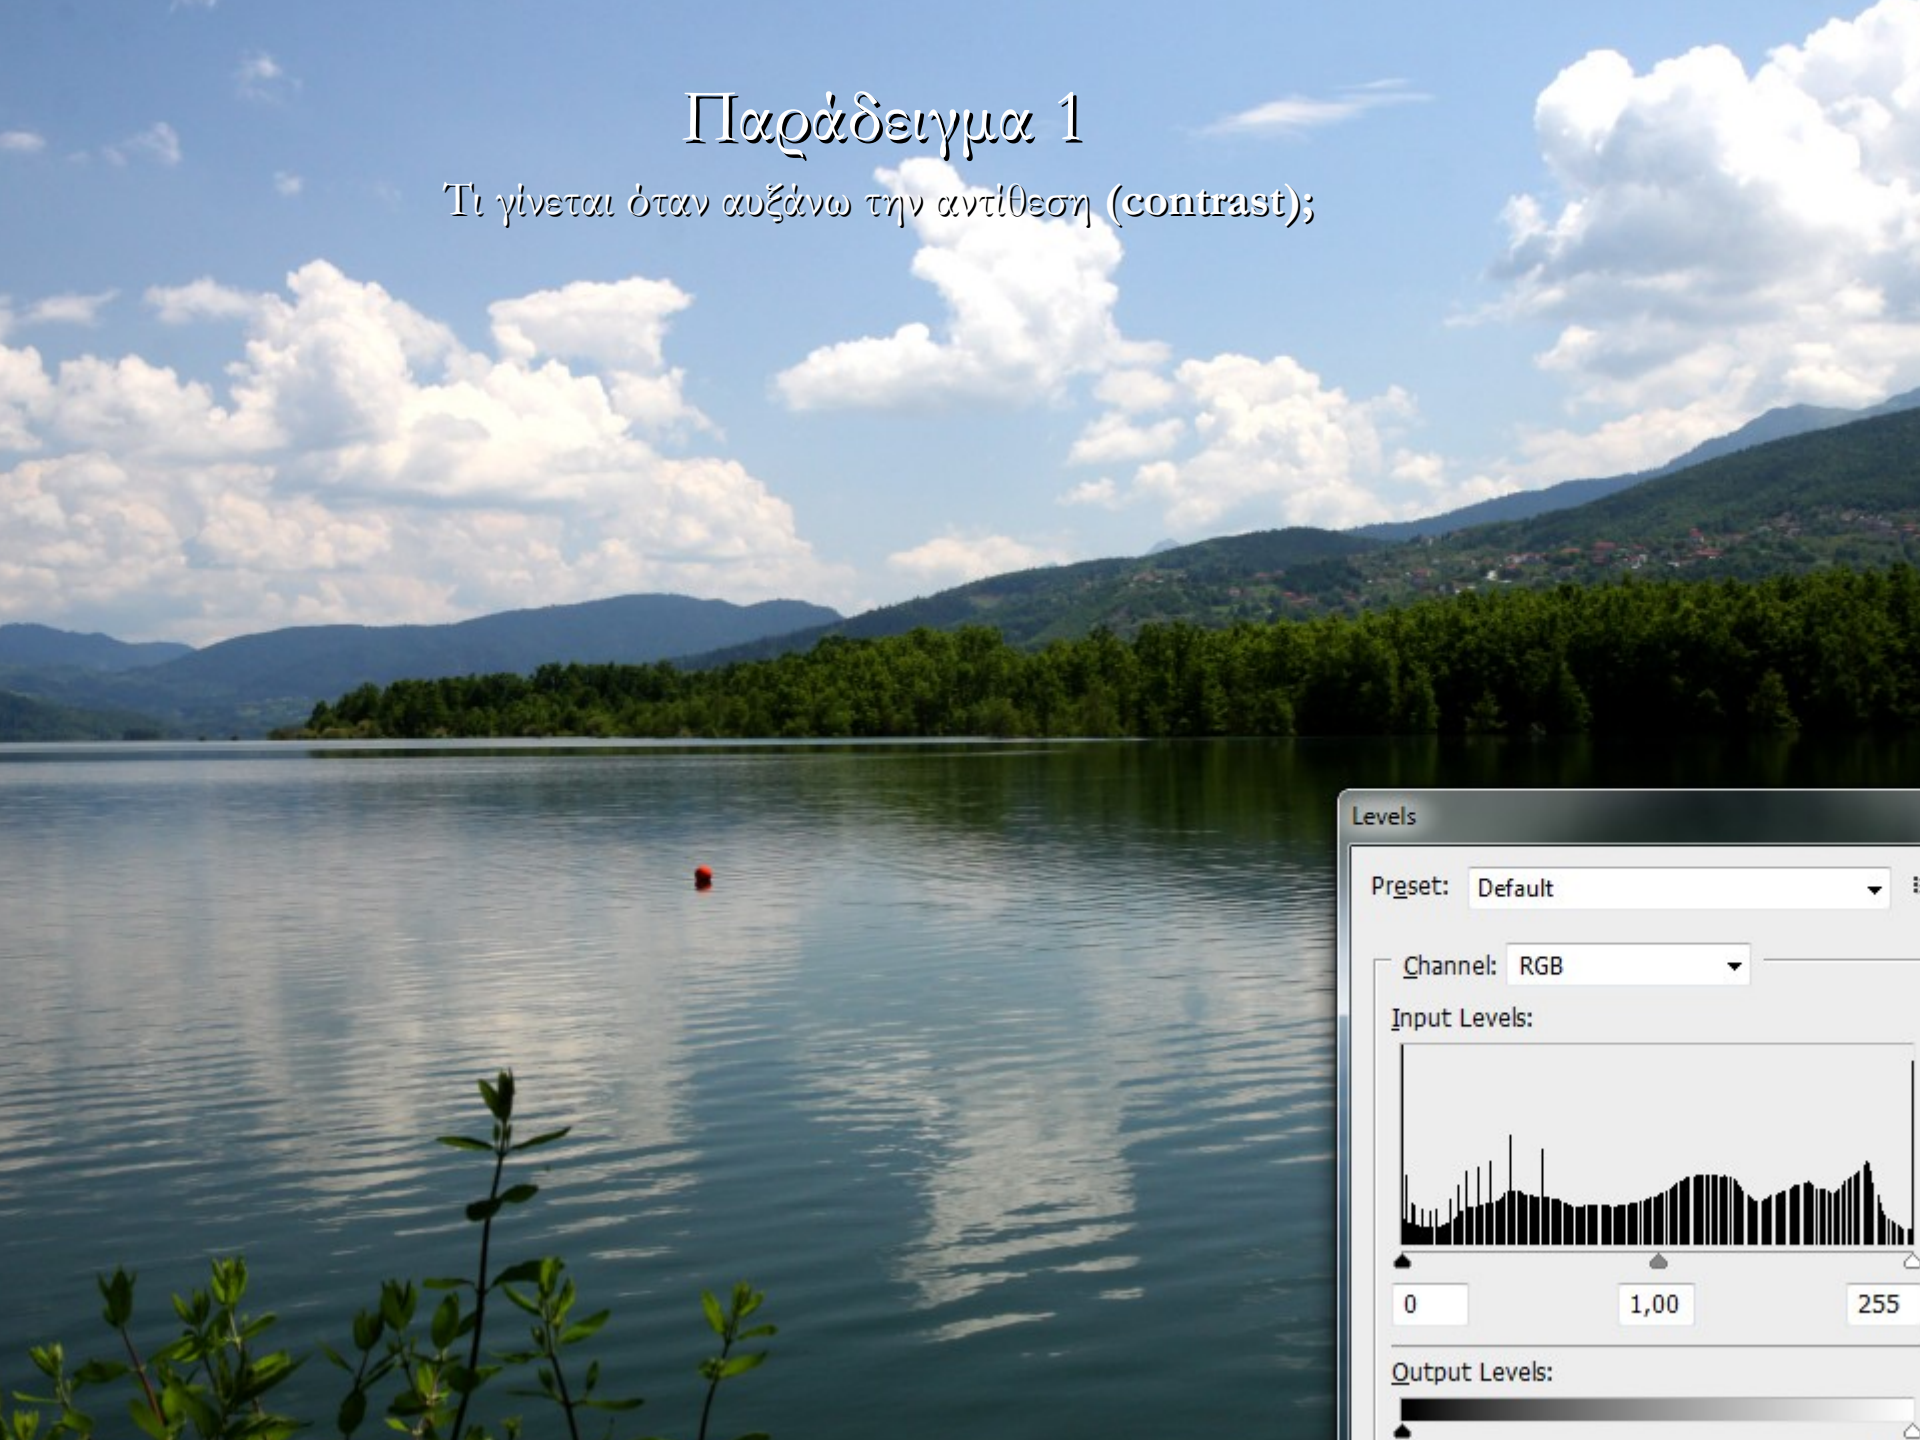 Παράδειγμα 1
Τι γίνεται όταν αυξάνω την αντίθεση (contrast);
Levels
Preset: Default
Channel: RGB
Input Levels:
0 1,00 255
Output Levels: